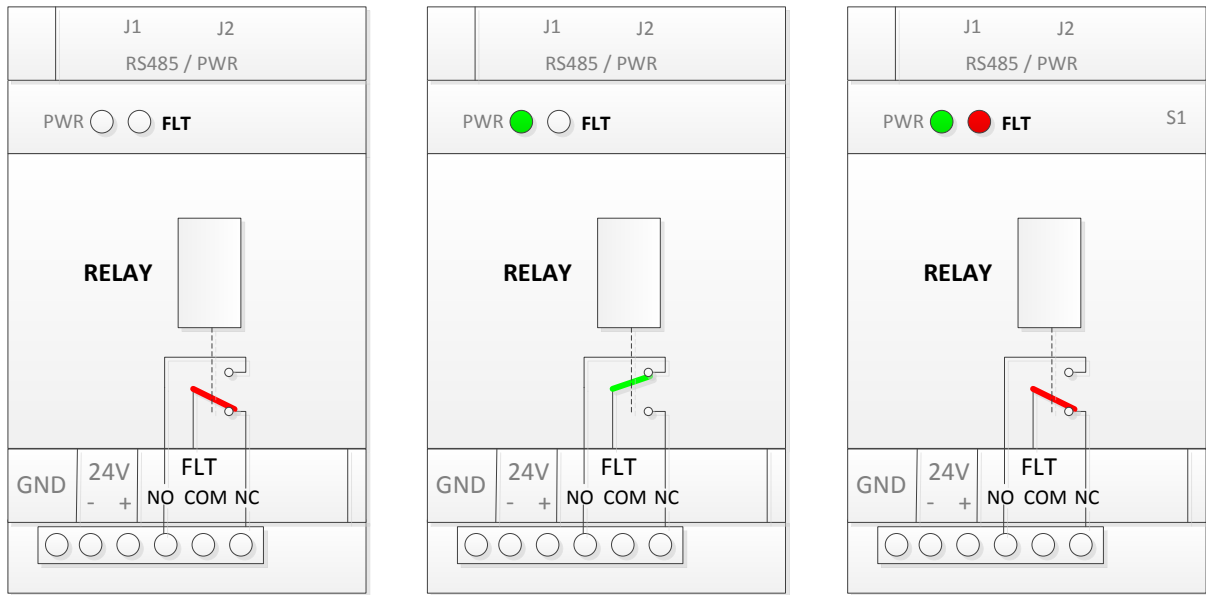 J1 J2
RS485 / PWR
PWR FLT
RELAY
GND 24V FLT
- + NO COM NC
J1 J2
RS485 / PWR
PWR FLT
RELAY
GND 24V FLT
- + NO COM NC
J1 J2
RS485 / PWR
PWR FLT S1
RELAY
GND 24V FLT
- + NO COM NC